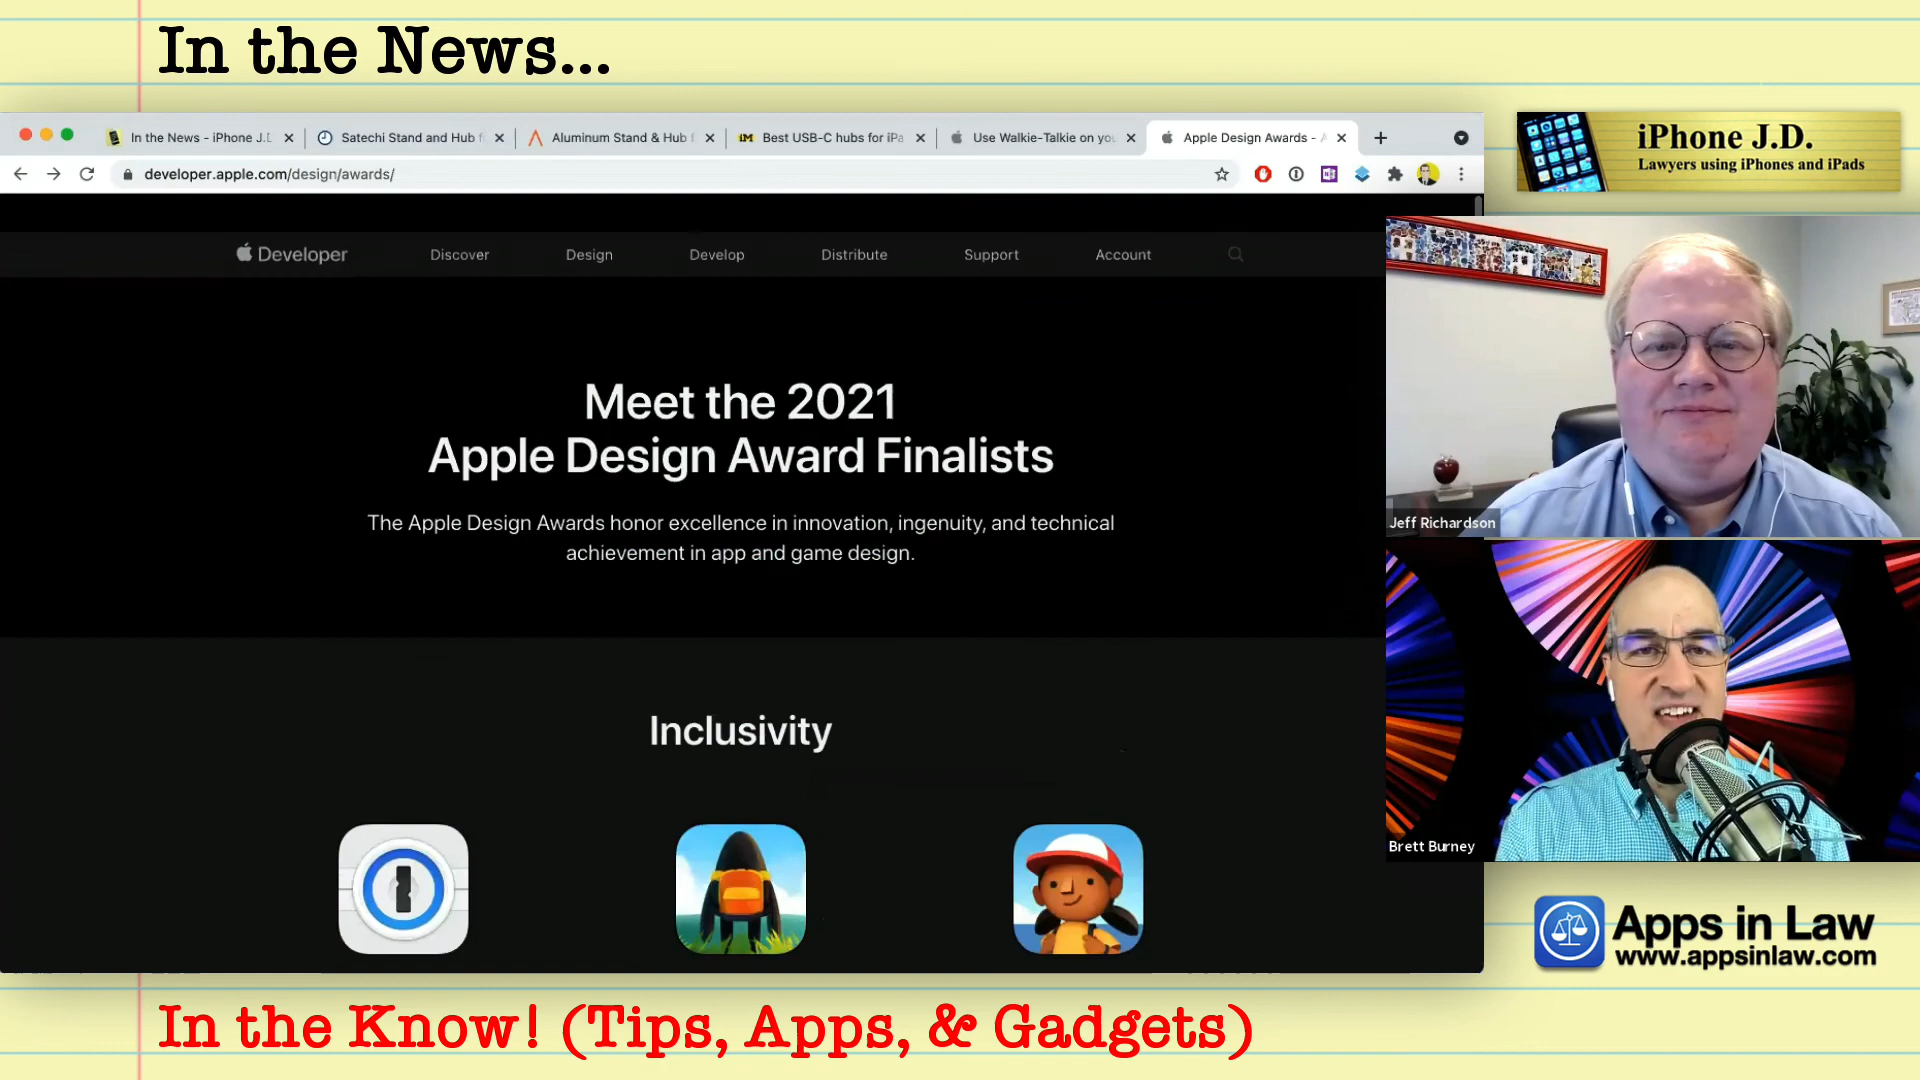 In the News...
In the News - iPhone J.D.
Satechi Stand and Hub f
Aluminum Stand & Hub f
iM
Best USB-C hubs for iPa
Use Walkie-Talkie on you
Apple Design Awards - A
developer.apple.com/design/awards/
Developer
Discover
Design
Develop
Distribute
Support
Account
Meet the 2021
Apple Design Award Finalists
The Apple Design Awards honor excellence in innovation, ingenuity, and technical
achievement in app and game design.
Inclusivity
iPhone J.D.
Lawyers using iPhones and iPads
Jeff Richardson
Brett Burney
Apps in Law
www.appsinlaw.com
In the Know! (Tips, Apps, & Gadgets)